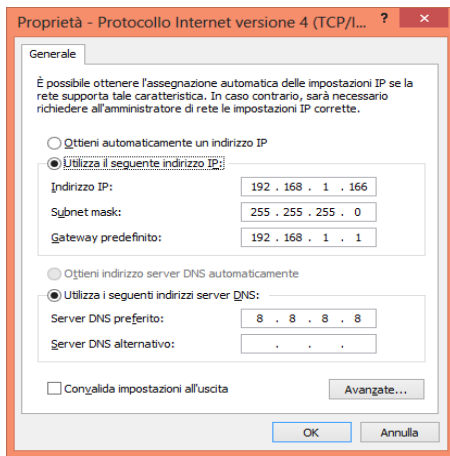 Proprietà - Protocollo Internet versione 4 (TCP/I... ? ×
Generale
È possibile ottenere l'assegnazione automatica delle impostazioni IP se la
rete supporta tale caratteristica. In caso contrario, sarà necessario
richiedere all'amministratore di rete le impostazioni IP corrette.
Ottieni automaticamente un indirizzo IP
Utilizza il seguente indirizzo IP:
Indirizzo IP: 192 . 168 . 1 . 166
Subnet mask: 255 . 255 . 255 . 0
Gateway predefinito: 192 . 168 . 1 . 1
Ottieni indirizzo server DNS automaticamente
Utilizza i seguenti indirizzi server DNS:
Server DNS preferito: 8 . 8 . 8 . 8
Server DNS alternativo: . . .
Convalida impostazioni all'uscita Avanzate...
OK Annulla